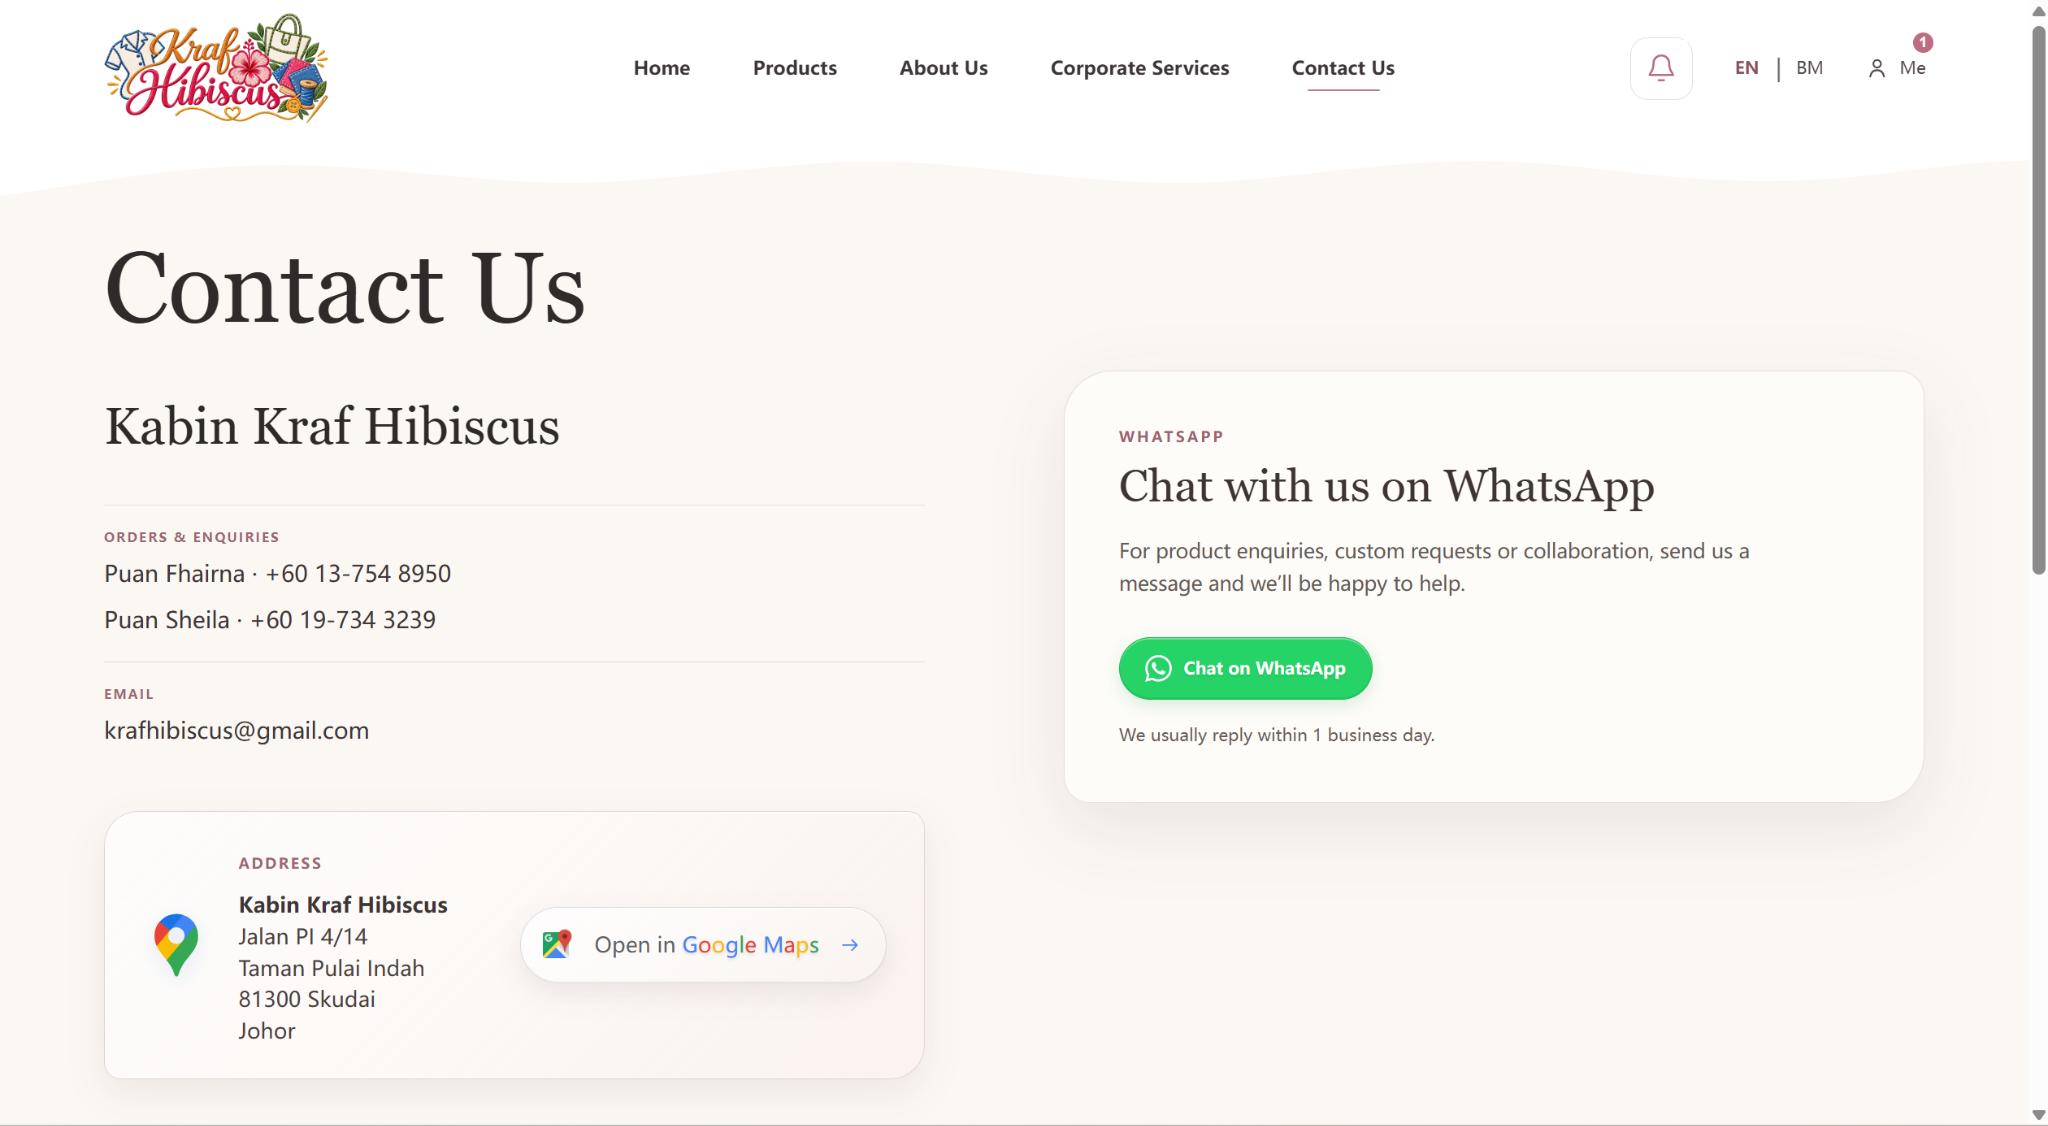 Kraf
Hibiscus
Home
Products
About Us
Corporate Services
Contact Us
EN | BM
1
Me
Contact Us
Kabin Kraf Hibiscus
ORDERS & ENQUIRIES
Puan Fhairna · +60 13-754 8950
Puan Sheila · +60 19-734 3239
EMAIL
krafhibiscus@gmail.com
ADDRESS
Kabin Kraf Hibiscus
Jalan PI 4/14
Taman Pulai Indah
81300 Skudai
Johor
Open in Google Maps →
WHATSAPP
Chat with us on WhatsApp
For product enquiries, custom requests or collaboration, send us a
message and we’ll be happy to help.
Chat on WhatsApp
We usually reply within 1 business day.